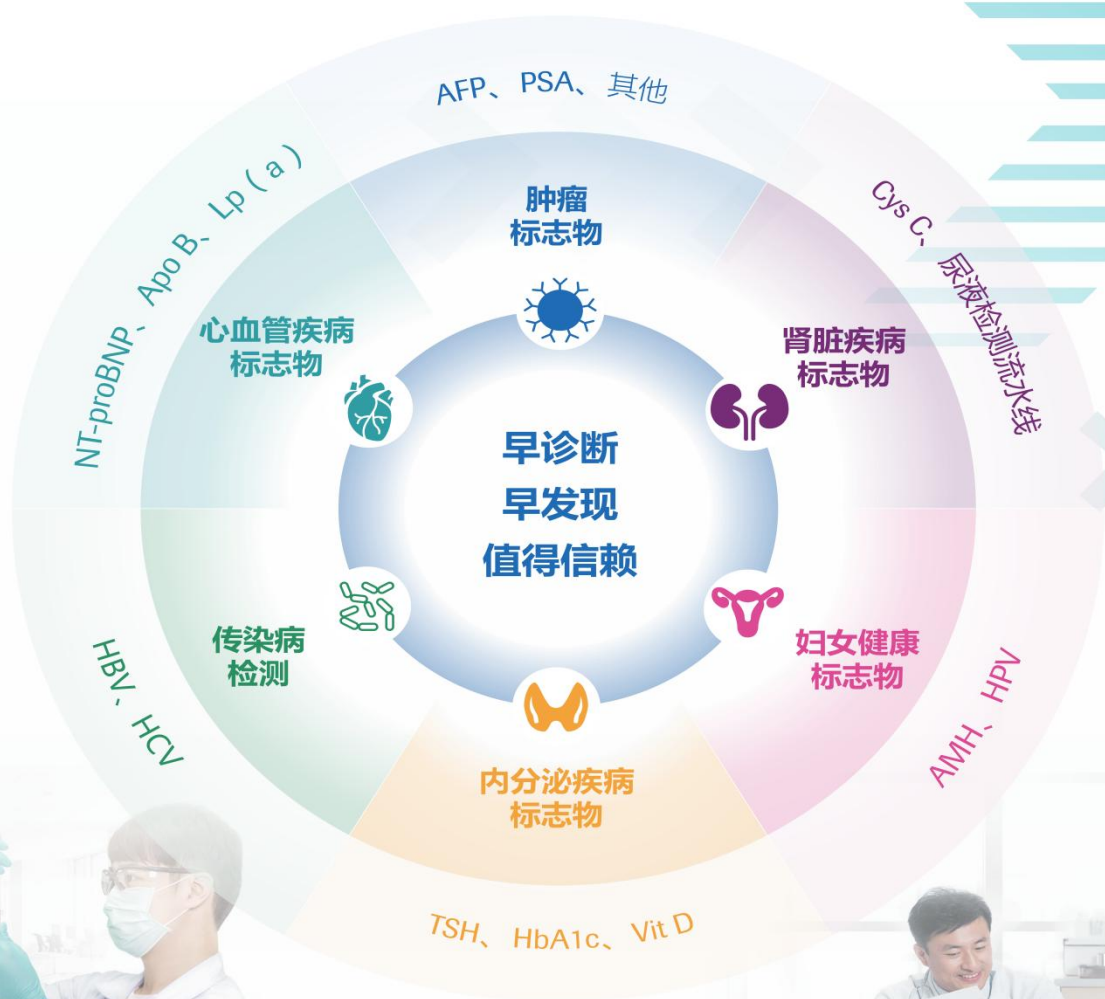 AFP、PSA、其他
肿瘤
标志物
Cys C、尿液检测流水线
肾脏疾病
标志物
AMH、HPV
妇女健康
标志物
TSH、HbA1c、Vit D
内分泌疾病
标志物
HBV、HCV
传染病
检测
NT-proBNP、Apo B、Lp(a)
心血管疾病
标志物
早诊断
早发现
值得信赖